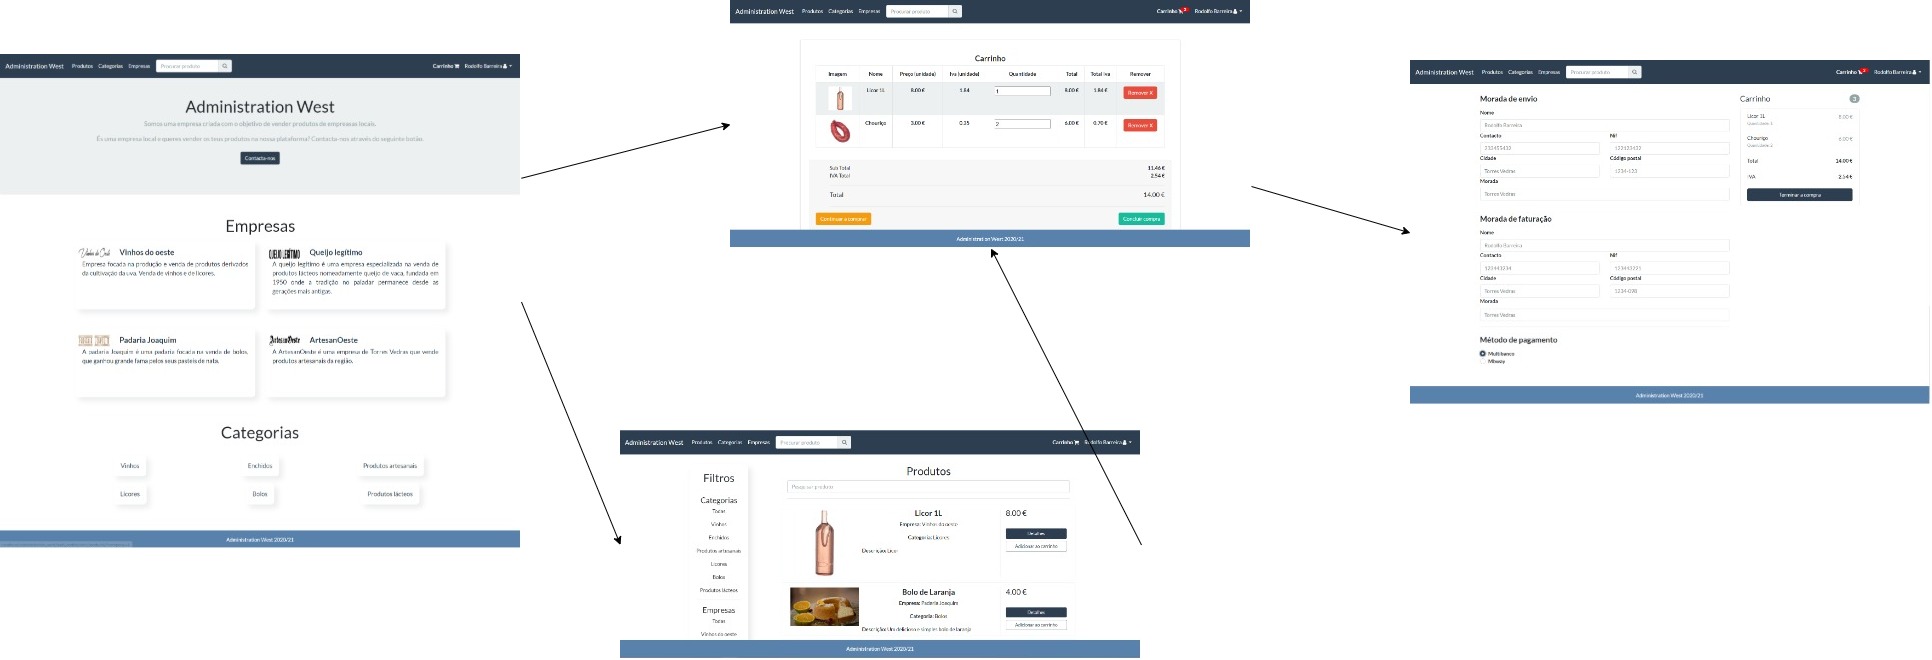 Administration West Produtos Categorias Empresas Procurar produto Carrinho Rodolfo Barreira
Administration West
Somos uma empresa criada com o objetivo de vender produtos de empresas locais.
És uma empresa local e queres vender os teus produtos na nossa plataforma? Contacta-nos através do seguinte botão.
Contacta-nos
Empresas
Vinhos do oeste
Empresa focada na produção e venda de produtos derivados
da cultivação da uva. Venda de vinhos e de licores.
QUEIJO LEGÍTIMO
Queijo legítimo
A queijo legítimo é uma empresa especializada na venda de
produtos lácteos nomeadamente queijo de vaca, fundada em
1950 onde a tradição no paladar permanece desde as
gerações mais antigas.
Padaria Joaquim
A padaria Joaquim é uma padaria focada na venda de bolos,
que ganhou grande fama pelos seus pasteis de nata.
ArtesanOeste
ArtesanOeste
A ArtesanOeste é uma empresa de Torres Vedras que vende
produtos artesanais da região.
Categorias
Vinhos Enchidos Produtos artesanais
Licores Bolos Produtos lácteos
Administration West 2020/21
Administration West Produtos Categorias Empresas Procurar produto Carrinho Rodolfo Barreira
Carrinho
Imagem Nome Preço (unidade) Iva (unidade) Quantidade Total Total iva Remover
Licor 1L 8.00 € 1.84 1 8.00 € 1.84 € Remover X
Chouriço 3.00 € 0.35 2 6.00 € 0.70 € Remover X
Sub Total 11.46 €
IVA Total 2.54 €
Total 14.00 €
Continuar a comprar Concluir compra
Administration West 2020/21
Administration West Produtos Categorias Empresas Procurar produto Carrinho Rodolfo Barreira
Filtros
Categorias
Todas
Vinhos
Enchidos
Produtos artesanais
Licores
Bolos
Produtos lácteos
Empresas
Todas
Vinhos do oeste
Produtos
Pesquisar produto
Licor 1L
Empresa: Vinhos do oeste
Categoria: Licores
Descrição: Licor
8.00 €
Detalhes
Adicionar ao carrinho
Bolo de Laranja
Empresa: Padaria Joaquim
Categoria: Bolos
Descrição: Um delicioso e simples bolo de laranja
4.00 €
Detalhes
Adicionar ao carrinho
Administration West 2020/21
Administration West Produtos Categorias Empresas Procurar produto Carrinho Rodolfo Barreira
Morada de envio
Nome
Rodolfo Barreira
Contacto Nif
Cidade Código postal
Torres Vedras 1234-123
Morada
Torres Vedras
Morada de faturação
Nome
Rodolfo Barreira
Contacto Nif
Cidade Código postal
Torres Vedras 1234-098
Morada
Torres Vedras
Método de pagamento
Multibanco
Mbway
Carrinho 3
Licor 1L 8.00 €
Chouriço 6.00 €
Total 14.00 €
IVA 2.54 €
Terminar a compra
Administration West 2020/21